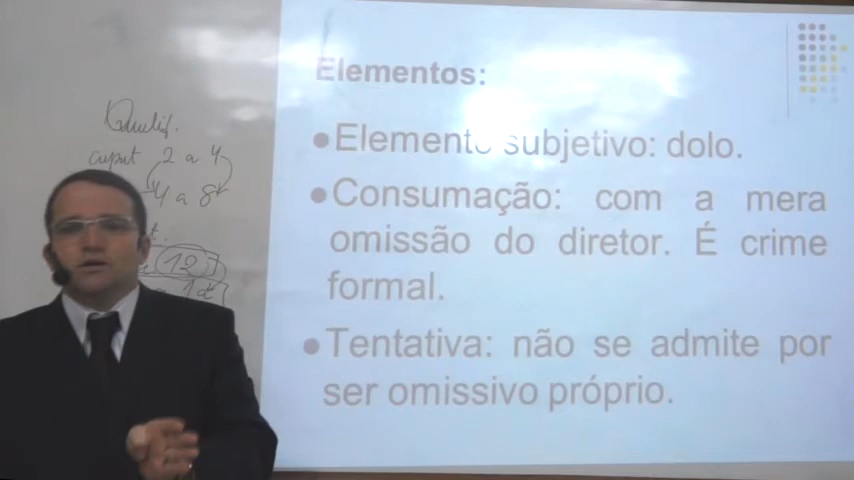 Elementos:
●Elemento subjetivo: dolo.
●Consumação: com a mera
omissão do diretor. É crime
formal.
●Tentativa: não se admite por
ser omissivo próprio.
Qualif.
caput 2 a 4
4 a 8
12